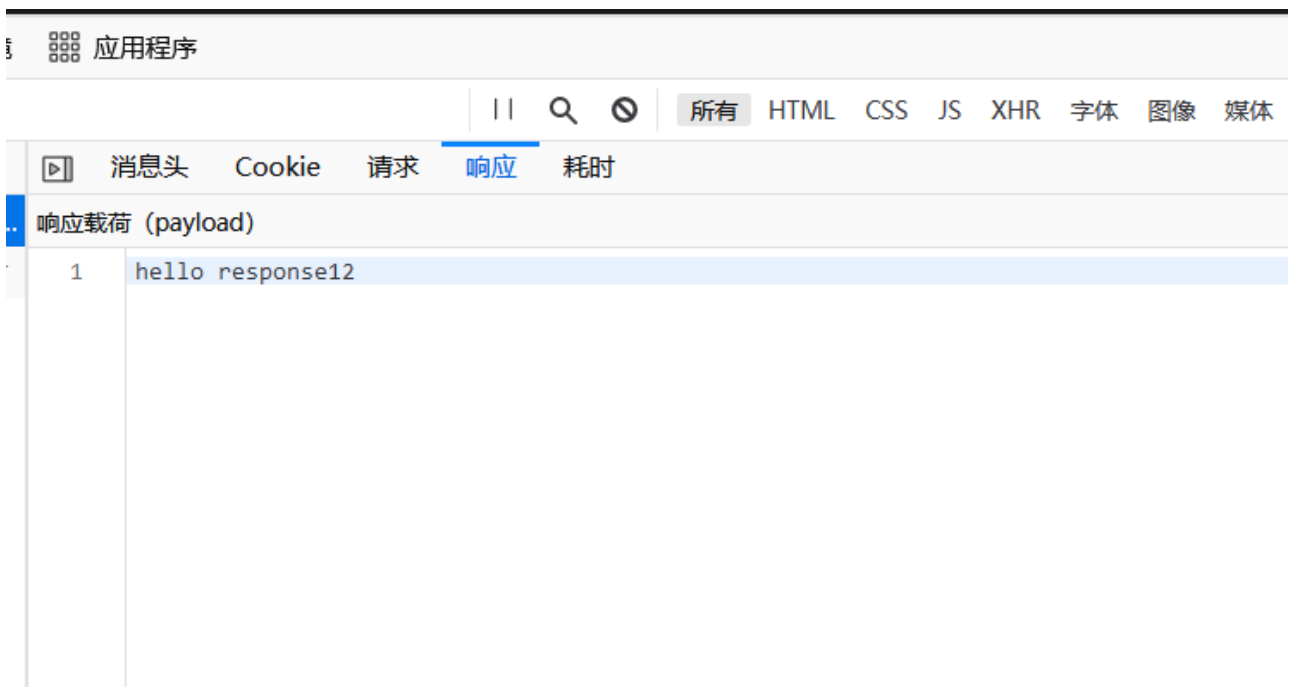 应用程序
所有 HTML CSS JS XHR 字体 图像 媒体
消息头 Cookie 请求 响应 耗时
响应载荷（payload）
1 hello response12